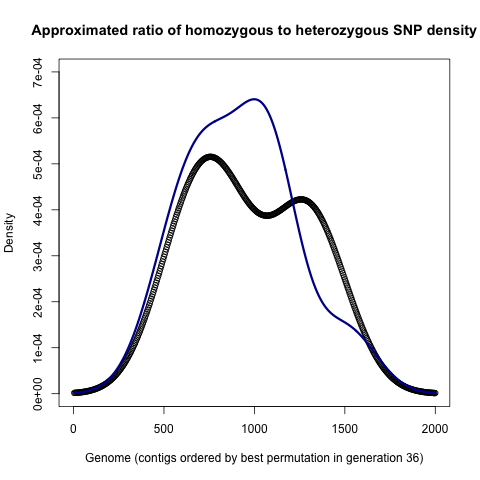 Approximated ratio of homozygous to heterozygous SNP density
7e-04
6e-04
5e-04
4e-04
3e-04
2e-04
1e-04
0e+00
Density
0 500 1000 1500 2000
Genome (contigs ordered by best permutation in generation 36)